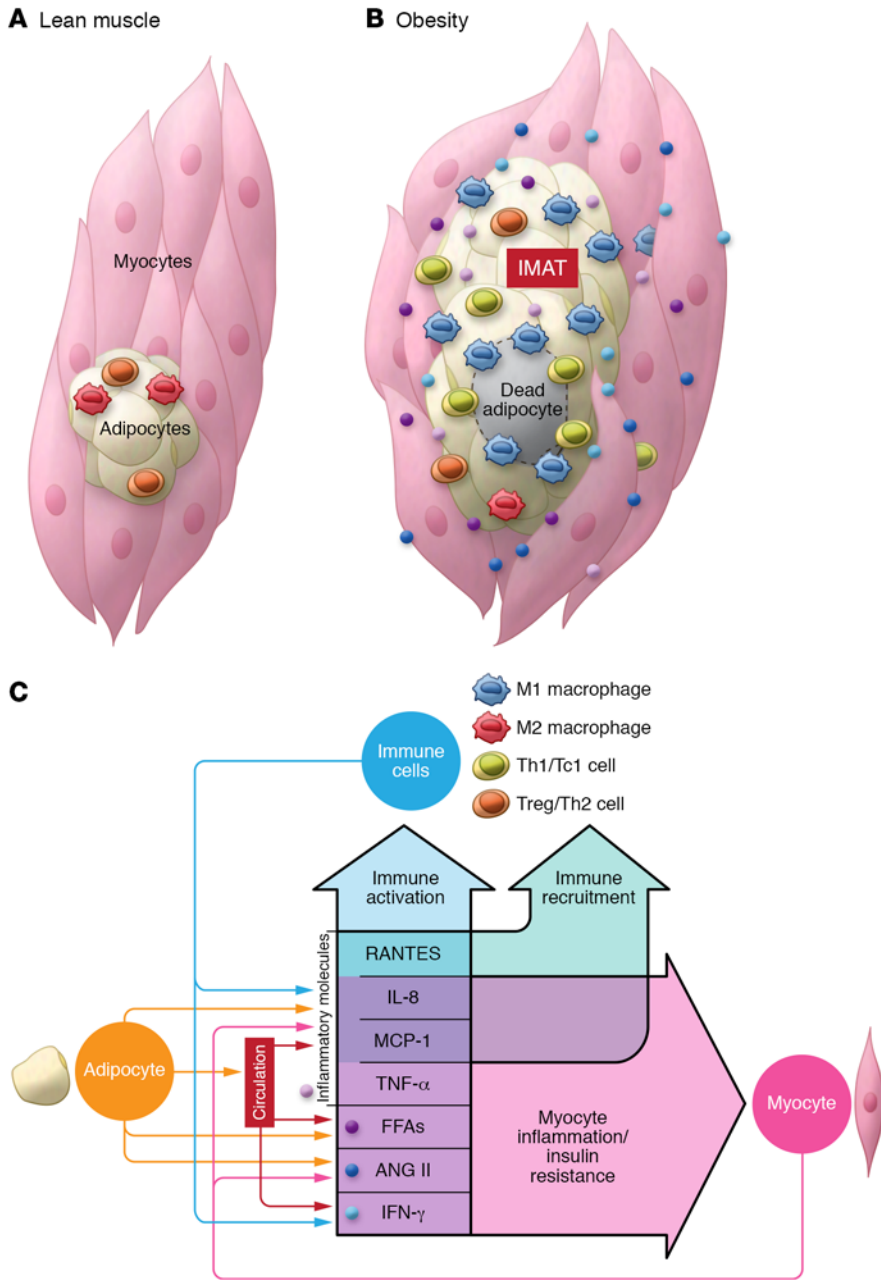 A Lean muscle
B Obesity
Myocytes
Adipocytes
IMAT
Dead
adipocyte
C
M1 macrophage
M2 macrophage
Th1/Tc1 cell
Treg/Th2 cell
Immune
cells
Immune
activation
Immune
recruitment
Inflammatory molecules
RANTES
IL-8
MCP-1
TNF-α
FFAs
ANG II
IFN-γ
Adipocyte
Circulation
Myocyte
inflammation/
insulin
resistance
Myocyte